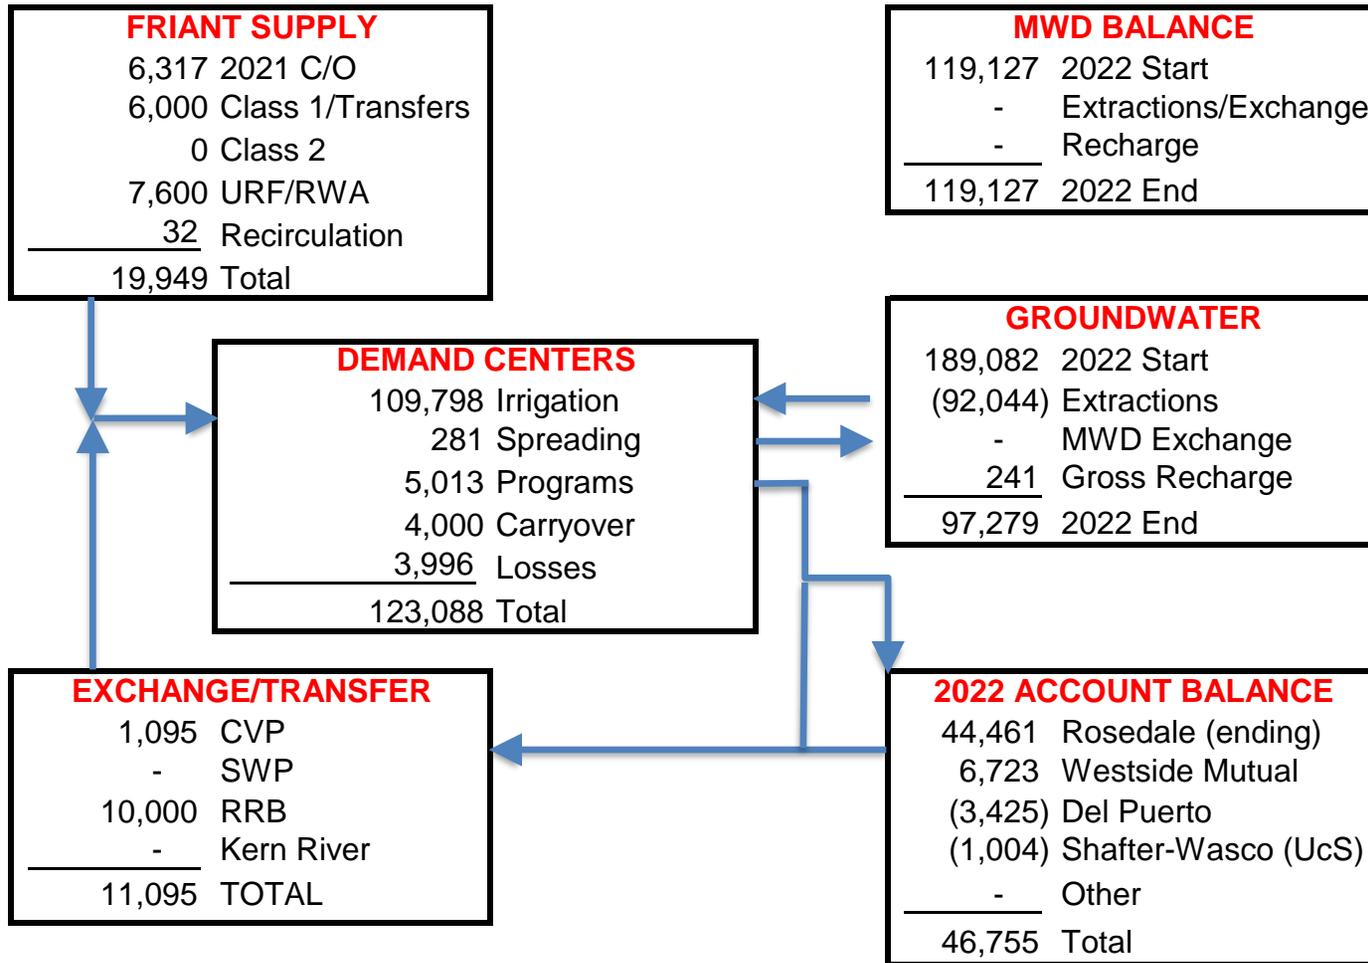 FRIANT SUPPLY
6,317 2021 C/O
6,000 Class 1/Transfers
0 Class 2
7,600 URF/RWA
32 Recirculation
19,949 Total
MWD BALANCE
119,127 2022 Start
- Extractions/Exchange
- Recharge
119,127 2022 End
DEMAND CENTERS
109,798 Irrigation
281 Spreading
5,013 Programs
4,000 Carryover
3,996 Losses
123,088 Total
GROUNDWATER
189,082 2022 Start
(92,044) Extractions
- MWD Exchange
241 Gross Recharge
97,279 2022 End
EXCHANGE/TRANSFER
1,095 CVP
- SWP
10,000 RRB
- Kern River
11,095 TOTAL
2022 ACCOUNT BALANCE
44,461 Rosedale (ending)
6,723 Westside Mutual
(3,425) Del Puerto
(1,004) Shafter-Wasco (UcS)
- Other
46,755 Total